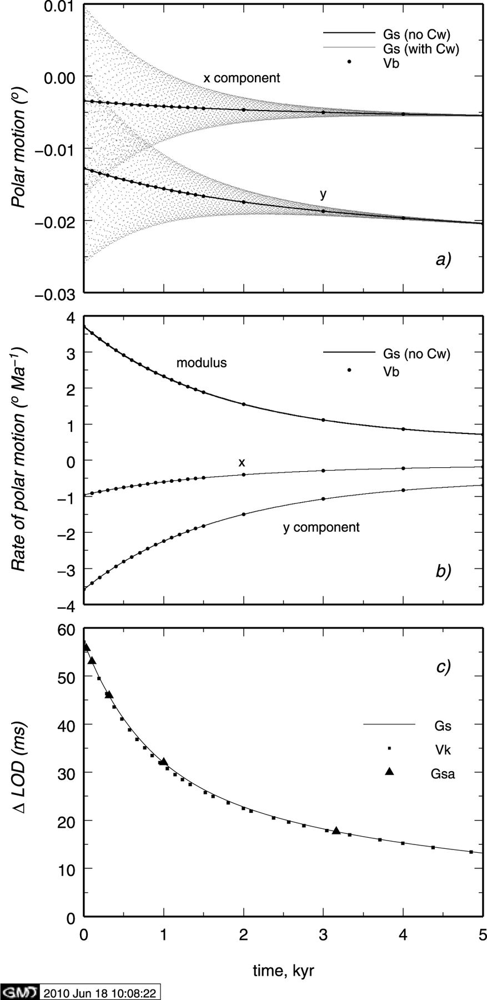 0.01
0.00
−0.01
−0.02
−0.03
Polar motion (º)
Gs (no Cw)
Gs (with Cw)
Vb
x component
y
a)
4
3
2
1
0
−1
−2
−3
−4
Rate of polar motion (º Ma⁻¹)
Gs (no Cw)
Vb
modulus
x
y component
b)
60
50
40
30
20
10
0
Δ LOD (ms)
c)
Gs
Vk
Gsa
0 1 2 3 4 5
time, kyr
GMT 2010 Jun 18 10:08:22